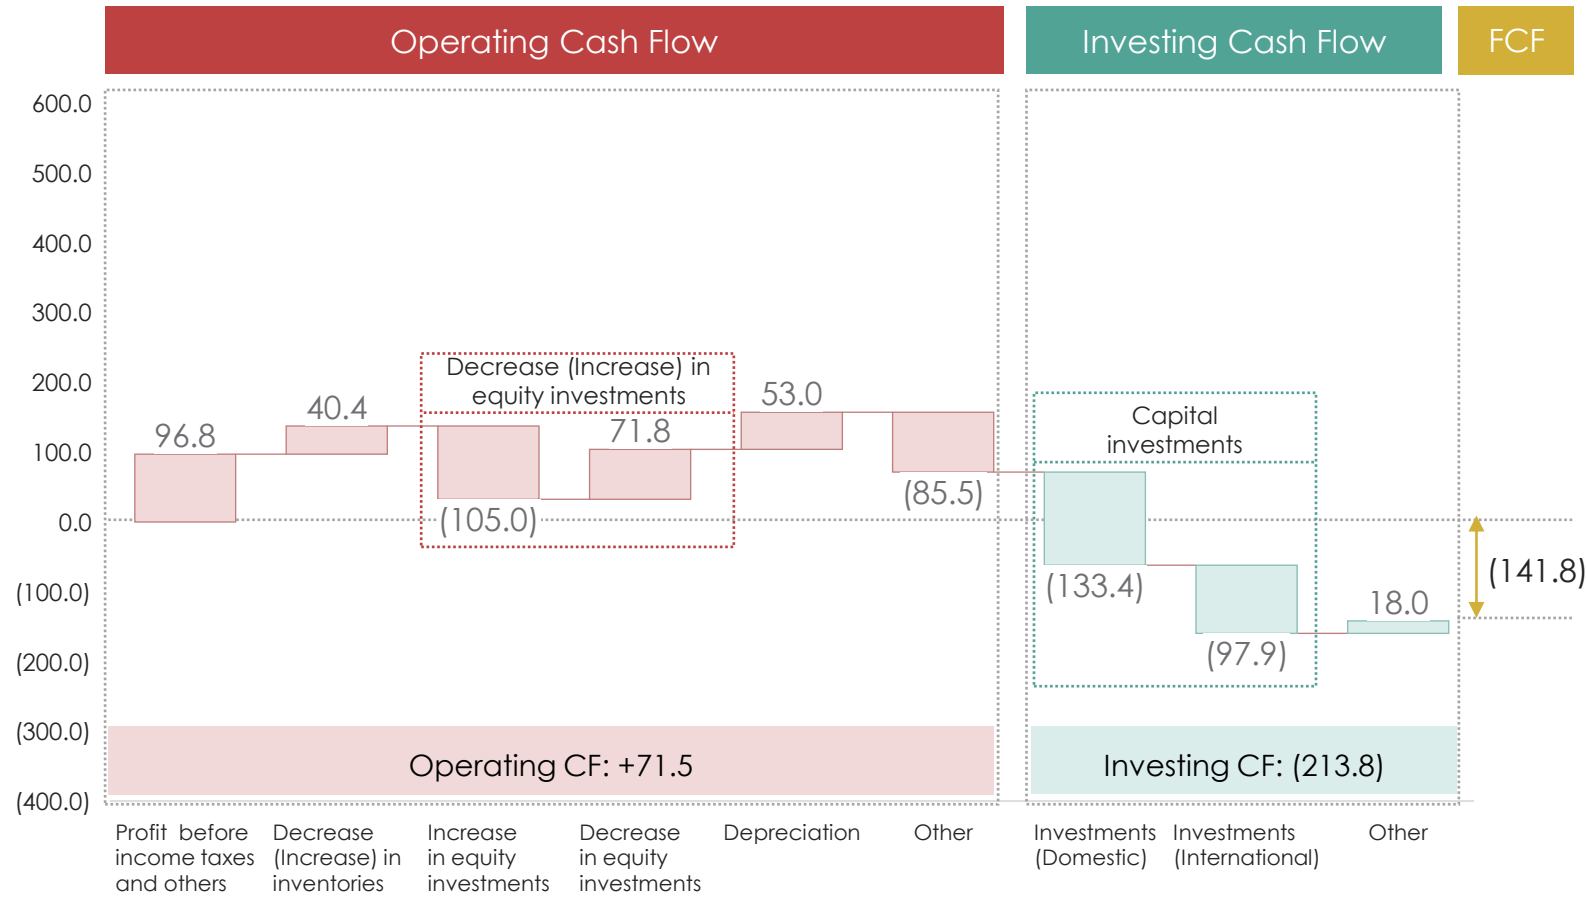 Operating Cash Flow
Investing Cash Flow
FCF
600.0
500.0
400.0
300.0
200.0
100.0
0.0
(100.0)
(200.0)
(300.0)
(400.0)
96.8
40.4
Decrease (Increase) in
equity investments
(105.0)
71.8
53.0
(85.5)
Capital
investments
(133.4)
(97.9)
18.0
(141.8)
Operating CF: +71.5
Investing CF: (213.8)
Profit before
income taxes
and others
Decrease
(Increase) in
inventories
Increase
in equity
investments
Decrease
in equity
investments
Depreciation
Other
Investments
(Domestic)
Investments
(International)
Other